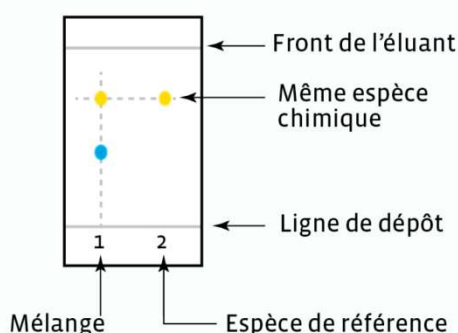 Front de l'éluant
Même espèce
chimique
Ligne de dépôt
1 2
Mélange
Espèce de référence